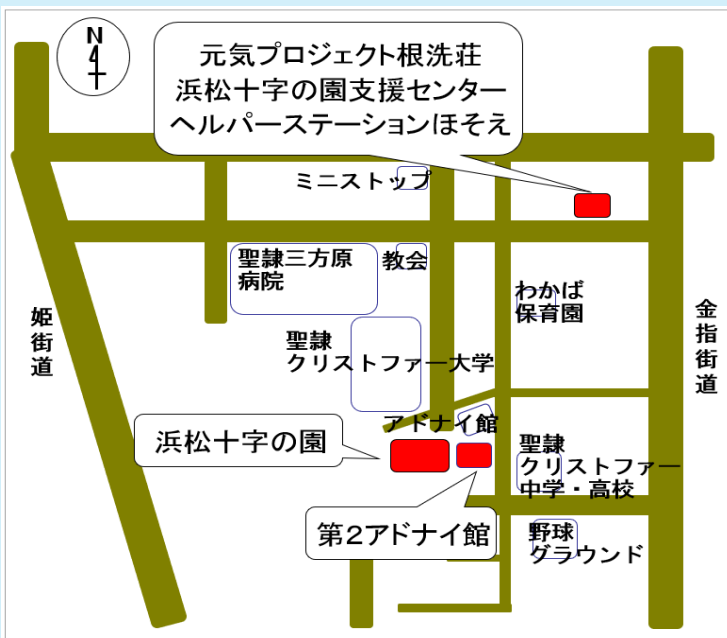 N
元気プロジェクト根洗荘
浜松十字の園支援センター
ヘルパーステーションほそえ
ミニストップ
聖隷三方原
病院
教会
わかば
保育園
姫街道
金指街道
聖隷
クリストファー大学
アドナイ館
浜松十字の園
聖隷
クリストファー
中学・高校
第2アドナイ館
野球
グラウンド